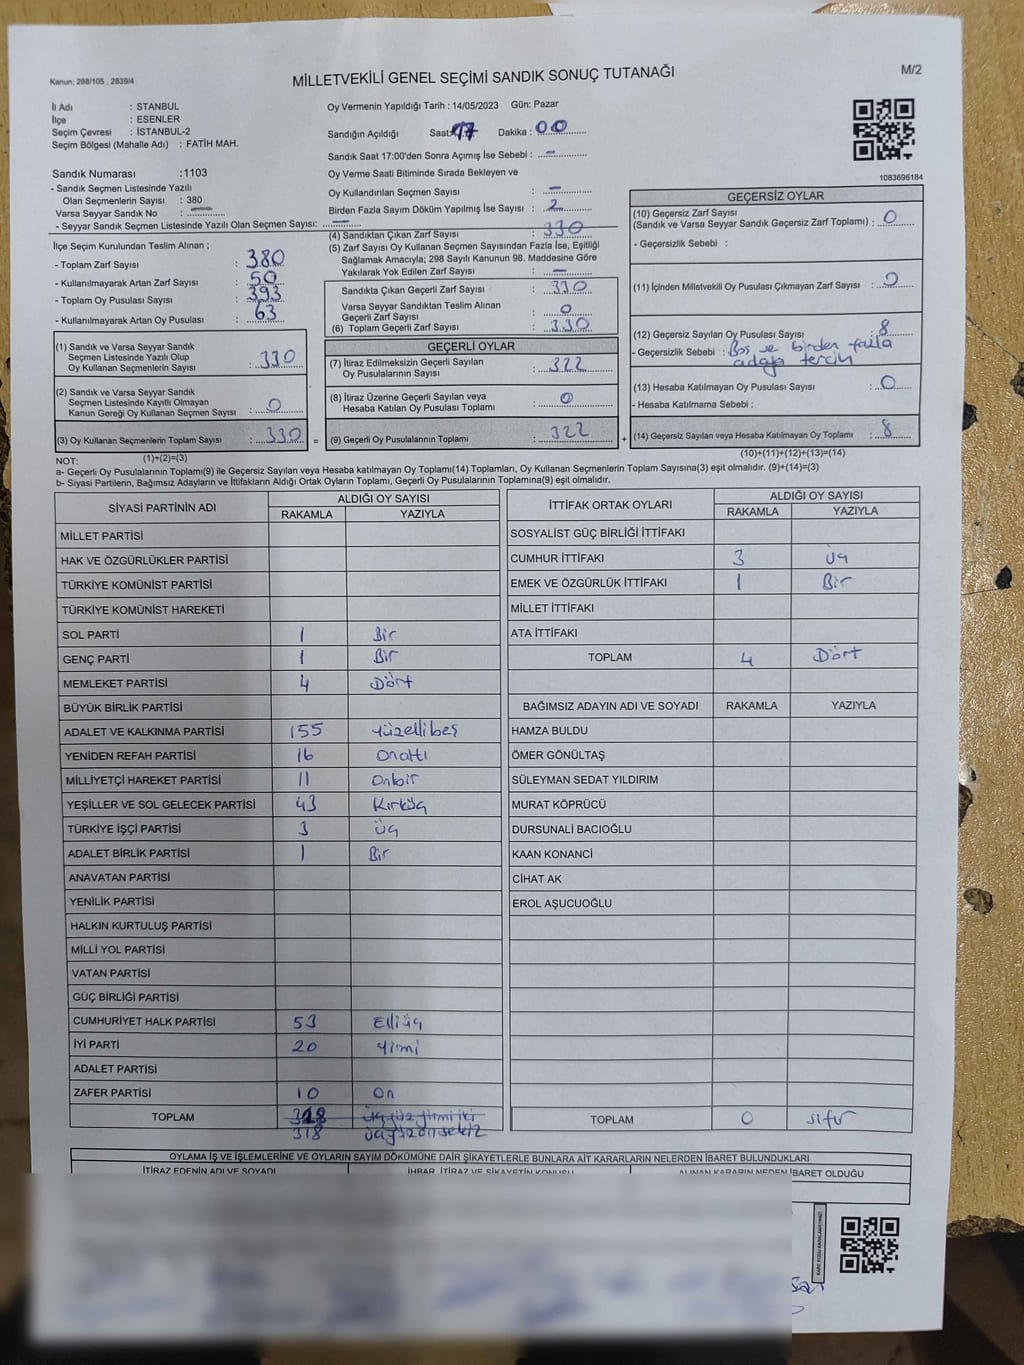 Kanun: 298/105 , 2839/4
MİLLETVEKİLİ GENEL SEÇİMİ SANDIK SONUÇ TUTANAĞI
M/2
İl Adı : STANBUL
İlçe : ESENLER
Seçim Çevresi : İSTANBUL-2
Seçim Bölgesi (Mahalle Adı) : FATİH MAH.
Sandık Numarası :1103
- Sandık Seçmen Listesinde Yazılı
Olan Seçmenlerin Sayısı : 380
Varsa Seyyar Sandık No : -
- Seyyar Sandık Seçmen Listesinde Yazılı Olan Seçmen Sayısı: -
Oy Vermenin Yapıldığı Tarih : 14/05/2023 Gün: Pazar
Sandığın Açıldığı Saat: 17 Dakika : 00
Sandık Saat 17:00'den Sonra Açımış İse Sebebi : -
Oy Verme Saati Bitiminde Sırada Bekleyen ve
Oy Kullandırılan Seçmen Sayısı : -
Birden Fazla Sayım Döküm Yapılmış İse Sayısı : 2
(4) Sandıktan Çıkan Zarf Sayısı : 330
(5) Zarf Sayısı Oy Kullanan Seçmen Sayısından Fazla İse, Eşitliği
Sağlamak Amacıyla; 298 Sayılı Kanunun 98. Maddesine Göre
Yakılarak Yok Edilen Zarf Sayısı : -
1083696184
İlçe Seçim Kurulundan Teslim Alınan ;
- Toplam Zarf Sayısı : 380
- Kullanılmayarak Artan Zarf Sayısı : 50
- Toplam Oy Pusulası Sayısı : 393
- Kullanılmayarak Artan Oy Pusulası : 63
Sandıkta Çıkan Geçerli Zarf Sayısı : 330
Varsa Seyyar Sandıktan Teslim Alınan
Geçerli Zarf Sayısı : 0
(6) Toplam Geçerli Zarf Sayısı : 330
GEÇERSİZ OYLAR
(10) Geçersiz Zarf Sayısı
(Sandık ve Varsa Seyyar Sandık Geçersiz Zarf Toplamı) : 0
- Geçersizlik Sebebi :
(11) İçinden Milletvekili Oy Pusulası Çıkmayan Zarf Sayısı : 0
(12) Geçersiz Sayılan Oy Pusulası Sayısı : 8
- Geçersizlik Sebebi : Boş ve birden fazla
adaya tercih
(13) Hesaba Katılmayan Oy Pusulası Sayısı : 0
- Hesaba Katılmama Sebebi :
(14) Geçersiz Sayılan veya Hesaba Katılmayan Oy Toplamı : 8
(10)+(11)+(12)+(13)=(14)
(1) Sandık ve Varsa Seyyar Sandık
Seçmen Listesinde Yazılı Olup
Oy Kullanan Seçmenlerin Sayısı : 330
(2) Sandık ve Varsa Seyyar Sandık
Seçmen Listesinde Kayıtlı Olmayan
Kanun Gereği Oy Kullanan Seçmen Sayısı : 0
(3) Oy Kullanan Seçmenlerin Toplam Sayısı : 330 =
(1)+(2)=(3)
GEÇERLİ OYLAR
(7) İtiraz Edilmeksizin Geçerli Sayılan
Oy Pusulalarının Sayısı : 322
(8) İtiraz Üzerine Geçerli Sayılan veya
Hesaba Katılan Oy Pusulası Toplamı : 0
(9) Geçerli Oy Pusulalarının Toplamı : 322 +
NOT:
a- Geçerli Oy Pusulalarının Toplamı(9) ile Geçersiz Sayılan veya Hesaba katılmayan Oy Toplamı(14) Toplamları, Oy Kullanan Seçmenlerin Toplam Sayısına(3) eşit olmalıdır. (9)+(14)=(3)
b- Siyasi Partilerin, Bağımsız Adayların ve İttifakların Aldığı Ortak Oyların Toplamı, Geçerli Oy Pusulalarının Toplamına(9) eşit olmalıdır.
SİYASİ PARTİNİN ADI ALDIĞI OY SAYISI
RAKAMLA YAZIYLA
MİLLET PARTİSİ
HAK VE ÖZGÜRLÜKLER PARTİSİ
TÜRKİYE KOMÜNİST PARTİSİ
TÜRKİYE KOMÜNİST HAREKETİ
SOL PARTİ 1 Bir
GENÇ PARTİ 1 Bir
MEMLEKET PARTİSİ 4 Dört
BÜYÜK BİRLİK PARTİSİ
ADALET VE KALKINMA PARTİSİ 155 Yüzellibeş
YENİDEN REFAH PARTİSİ 16 Onaltı
MİLLİYETÇİ HAREKET PARTİSİ 11 Onbir
YEŞİLLER VE SOL GELECEK PARTİSİ 43 Kırküç
TÜRKİYE İŞÇİ PARTİSİ 3 Üç
ADALET BİRLİK PARTİSİ 1 Bir
ANAVATAN PARTİSİ
YENİLİK PARTİSİ
HALKIN KURTULUŞ PARTİSİ
MİLLİ YOL PARTİSİ
VATAN PARTİSİ
GÜÇ BİRLİĞİ PARTİSİ
CUMHURİYET HALK PARTİSİ 53 Elliüç
İYİ PARTİ 20 Yirmi
ADALET PARTİSİ
ZAFER PARTİSİ 10 On
TOPLAM üçyüzyirmiiki
318 üçyüzonsekiz
İTTİFAK ORTAK OYLARI ALDIĞI OY SAYISI
RAKAMLA YAZIYLA
SOSYALİST GÜÇ BİRLİĞİ İTTİFAKI
CUMHUR İTTİFAKI 3 Üç
EMEK VE ÖZGÜRLÜK İTTİFAKI 1 Bir
MİLLET İTTİFAKI
ATA İTTİFAKI
TOPLAM 4 Dört
BAĞIMSIZ ADAYIN ADI VE SOYADI RAKAMLA YAZIYLA
HAMZA BULDU
ÖMER GÖNÜLTAŞ
SÜLEYMAN SEDAT YILDIRIM
MURAT KÖPRÜCÜ
DURSUNALİ BACIOĞLU
KAAN KONANCİ
CİHAT AK
EROL AŞUCUOĞLU
TOPLAM 0 sıfır
OYLAMA İŞ VE İŞLEMLERİNE VE OYLARIN SAYIM DÖKÜMÜNE DAİR ŞİKAYETLERLE BUNLARA AİT KARARLARIN NELERDEN İBARET BULUNDUKLARI
İTİRAZ EDENİN ADI VE SOYADI İHBAR, İTİRAZ VE ŞİKAYETİN KONUSU ALINAN KARARIN NEDEN İBARET OLDUĞU